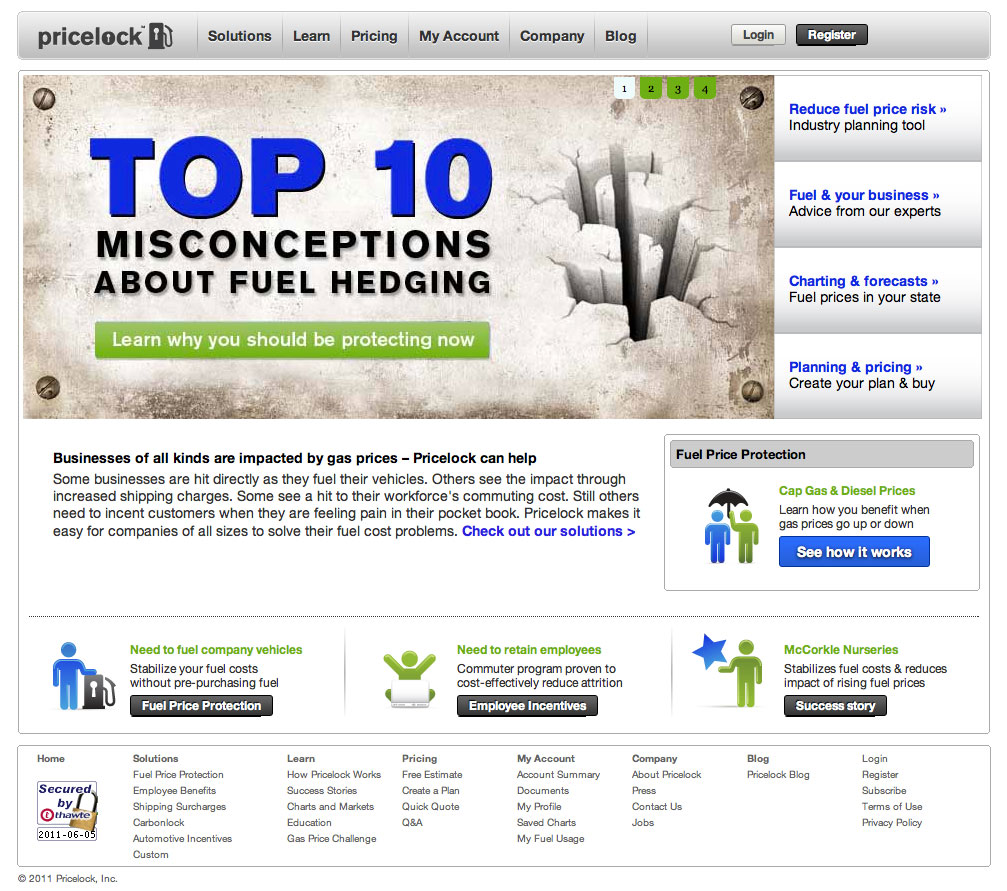 pricelock™
Solutions
Learn
Pricing
My Account
Company
Blog
Login
Register
1
2
3
4
TOP 10
MISCONCEPTIONS
ABOUT FUEL HEDGING
Learn why you should be protecting now
Reduce fuel price risk »
Industry planning tool
Fuel & your business »
Advice from our experts
Charting & forecasts »
Fuel prices in your state
Planning & pricing »
Create your plan & buy
Businesses of all kinds are impacted by gas prices – Pricelock can help
Some businesses are hit directly as they fuel their vehicles. Others see the impact through
increased shipping charges. Some see a hit to their workforce's commuting cost. Still others
need to incent customers when they are feeling pain in their pocket book. Pricelock makes it
easy for companies of all sizes to solve their fuel cost problems. Check out our solutions >
Fuel Price Protection
Cap Gas & Diesel Prices
Learn how you benefit when
gas prices go up or down
See how it works
Need to fuel company vehicles
Stabilize your fuel costs
without pre-purchasing fuel
Fuel Price Protection
Need to retain employees
Commuter program proven to
cost-effectively reduce attrition
Employee Incentives
McCorkle Nurseries
Stabilizes fuel costs & reduces
impact of rising fuel prices
Success story
Home
Secured
by
thawte
2011-06-05
Solutions
Fuel Price Protection
Employee Benefits
Shipping Surcharges
Carbonlock
Automotive Incentives
Custom
Learn
How Pricelock Works
Success Stories
Charts and Markets
Education
Gas Price Challenge
Pricing
Free Estimate
Create a Plan
Quick Quote
Q&A
My Account
Account Summary
Documents
My Profile
Saved Charts
My Fuel Usage
Company
About Pricelock
Press
Contact Us
Jobs
Blog
Pricelock Blog
Login
Register
Subscribe
Terms of Use
Privacy Policy
© 2011 Pricelock, Inc.